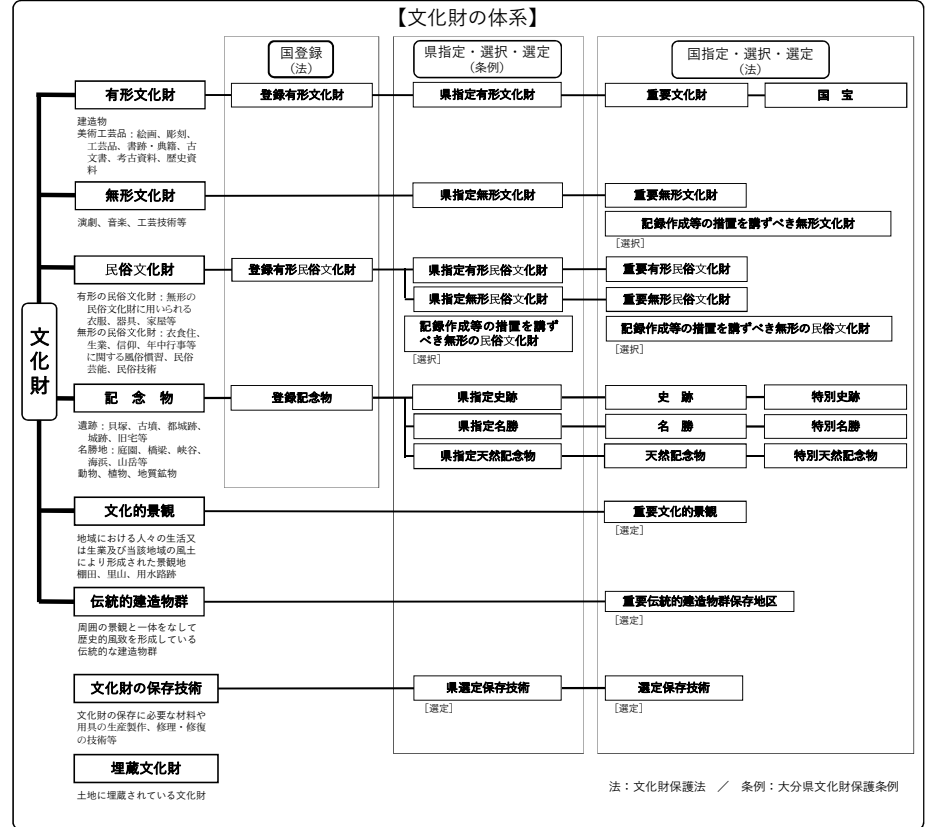 【文化財の体系】
国登録
（法）
県指定・選択・選定
（条例）
国指定・選択・選定
（法）
文化財
有形文化財
登録有形文化財
県指定有形文化財
重要文化財
国　宝
建造物
美術工芸品：絵画、彫刻、
工芸品、書跡・典籍、古
文書、考古資料、歴史資
料
無形文化財
県指定無形文化財
重要無形文化財
演劇、音楽、工芸技術等
記録作成等の措置を講ずべき無形文化財
［選択］
民俗文化財
登録有形民俗文化財
県指定有形民俗文化財
重要有形民俗文化財
県指定無形民俗文化財
重要無形民俗文化財
有形の民俗文化財：無形の
民俗文化財に用いられる
衣服、器具、家屋等
無形の民俗文化財：衣食住、
生業、信仰、年中行事等
に関する風俗慣習、民俗
芸能、民俗技術
記録作成等の措置を講ず
べき無形の民俗文化財
［選択］
記録作成等の措置を講ずべき無形の民俗文化財
［選択］
記　念　物
登録記念物
県指定史跡
史　跡
特別史跡
県指定名勝
名　勝
特別名勝
県指定天然記念物
天然記念物
特別天然記念物
遺跡：貝塚、古墳、都城跡、
城跡、旧宅等
名勝地：庭園、橋梁、峡谷、
海浜、山岳等
動物、植物、地質鉱物
文化的景観
重要文化的景観
［選定］
地域における人々の生活又
は生業及び当該地域の風土
により形成された景観地
棚田、里山、用水路跡
伝統的建造物群
重要伝統的建造物群保存地区
［選定］
周囲の景観と一体をなして
歴史的風致を形成している
伝統的な建造物群
文化財の保存技術
県選定保存技術
［選定］
選定保存技術
［選定］
文化財の保存に必要な材料や
用具の生産製作、修理・修復
の技術等
埋蔵文化財
土地に埋蔵されている文化財
法：文化財保護法　／　条例：大分県文化財保護条例